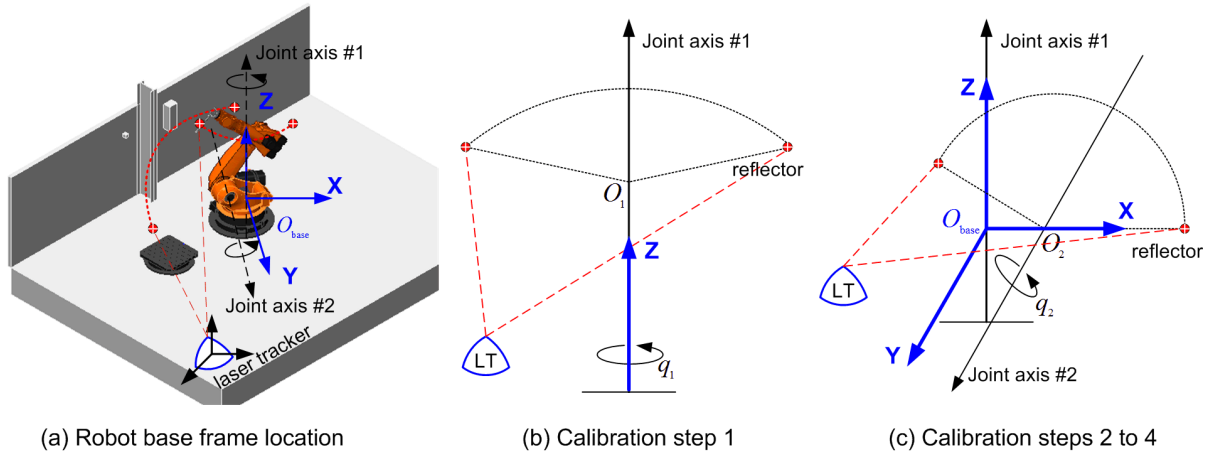 Joint axis #1
Z
X
O_base
Y
Joint axis #2
laser tracker
(a) Robot base frame location
Joint axis #1
reflector
O_1
Z
LT
q_1
(b) Calibration step 1
Joint axis #1
Z
O_base
X
O_2
reflector
LT
q_2
Y
Joint axis #2
(c) Calibration steps 2 to 4